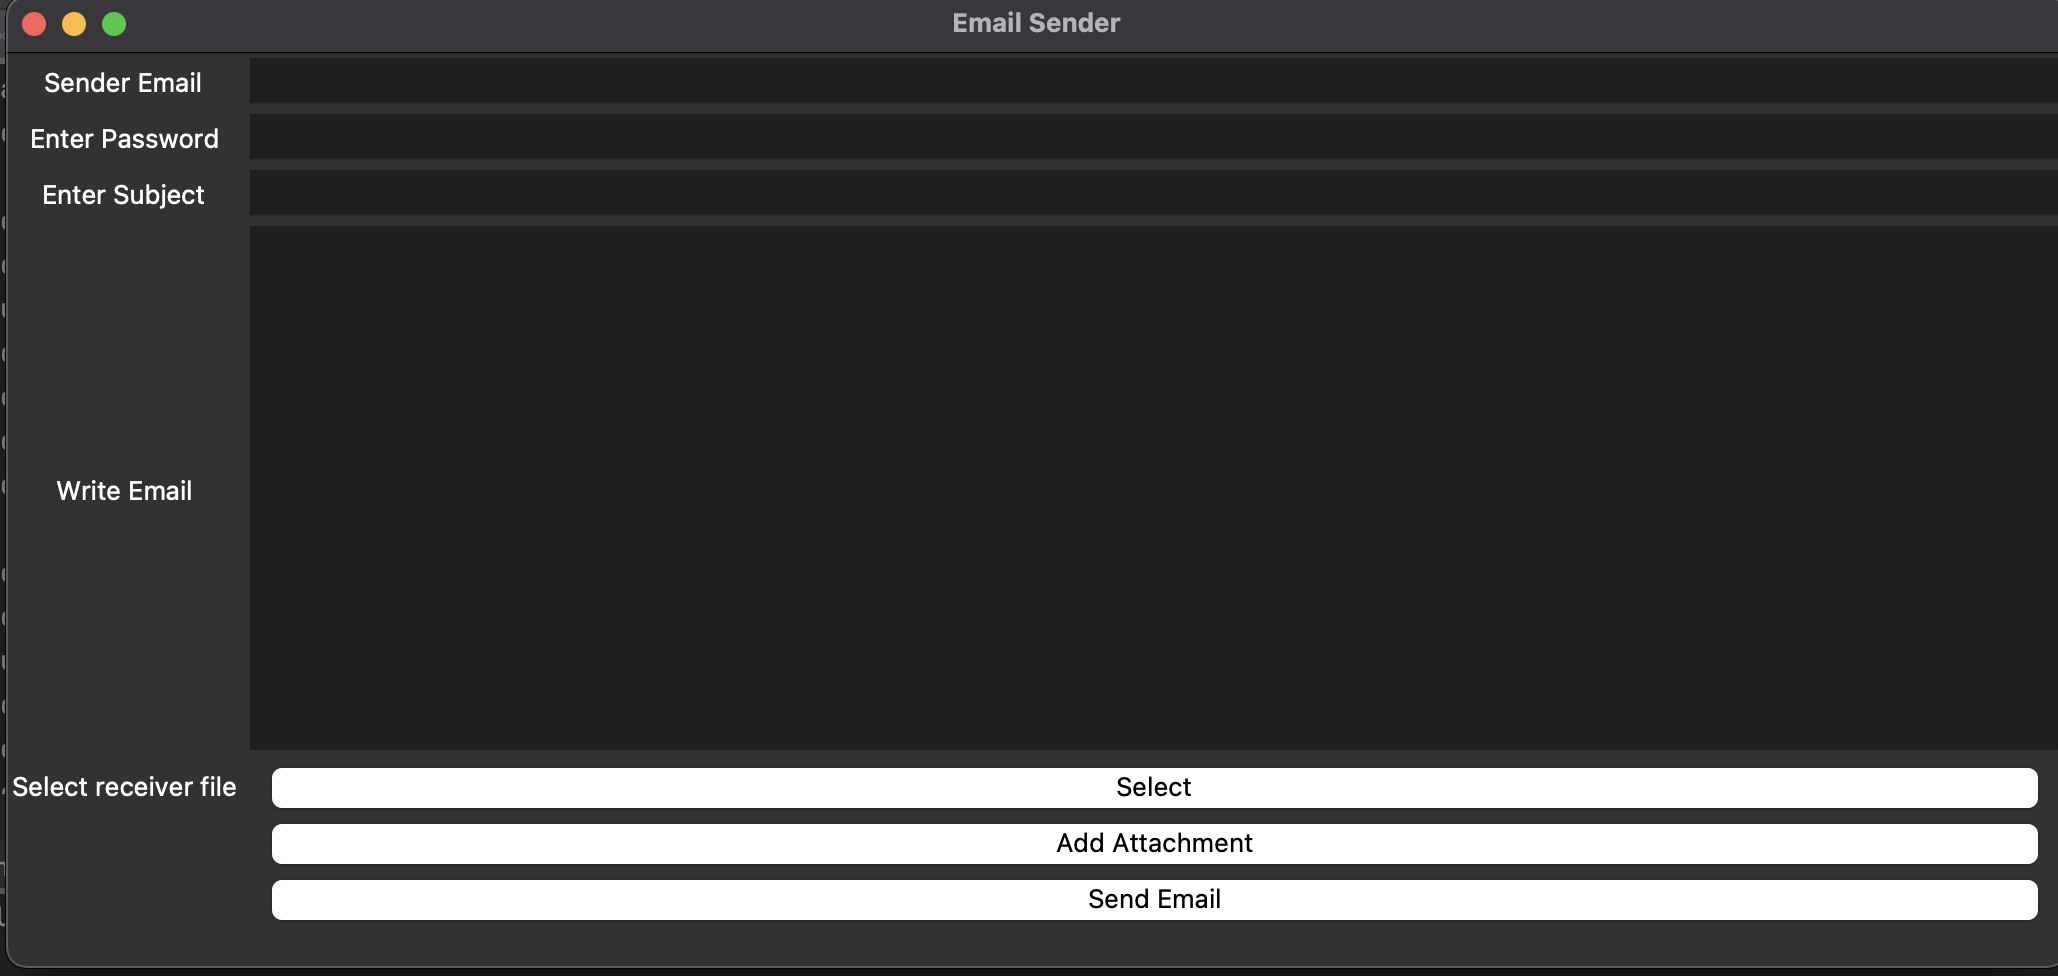 Email Sender
Sender Email
Enter Password
Enter Subject
Write Email
Select receiver file
Select
Add Attachment
Send Email